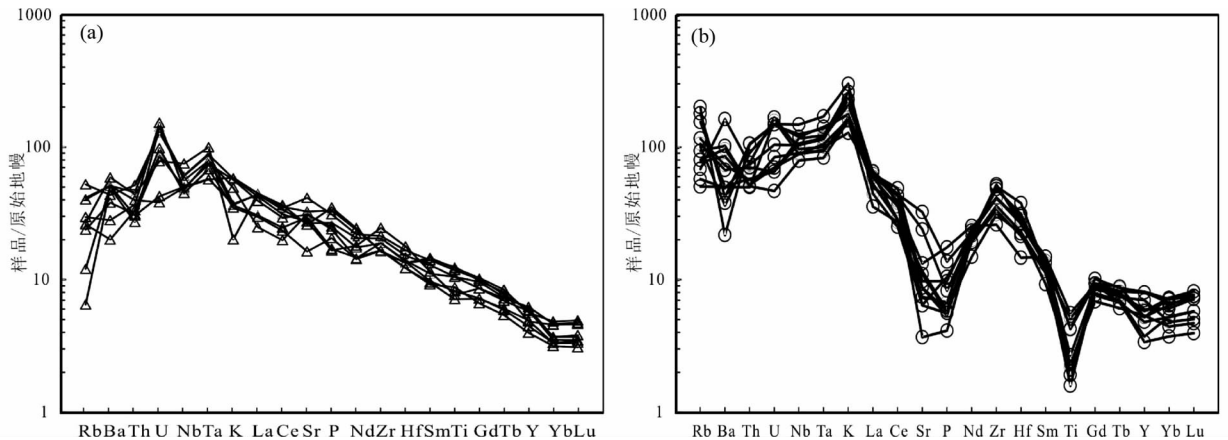 (a)
1000
100
10
1
样品/原始地幔
Rb Ba Th U Nb Ta K La Ce Sr P Nd Zr Hf Sm Ti Gd Tb Y Yb Lu
(b)
1000
100
10
1
样品/原始地幔
Rb Ba Th U Nb Ta K La Ce Sr P Nd Zr Hf Sm Ti Gd Tb Y Yb Lu